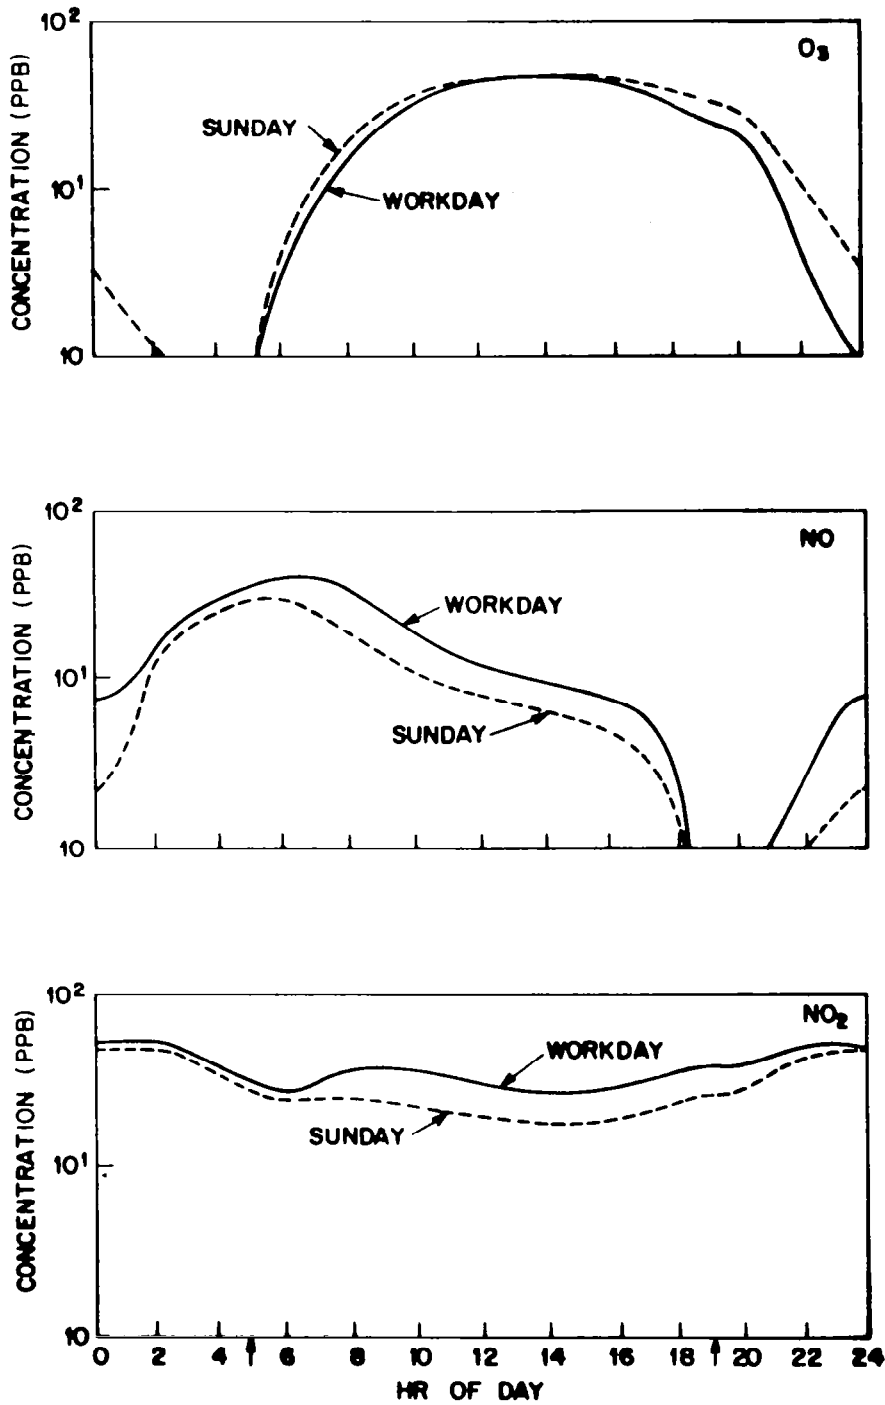 10²
O₃
CONCENTRATION (PPB)
SUNDAY
10¹
WORKDAY
10
10²
NO
CONCENTRATION (PPB)
WORKDAY
10¹
SUNDAY
10
10²
NO₂
CONCENTRATION (PPB)
WORKDAY
SUNDAY
10¹
10
0 2 4 6 8 10 12 14 16 18 20 22 24
HR OF DAY